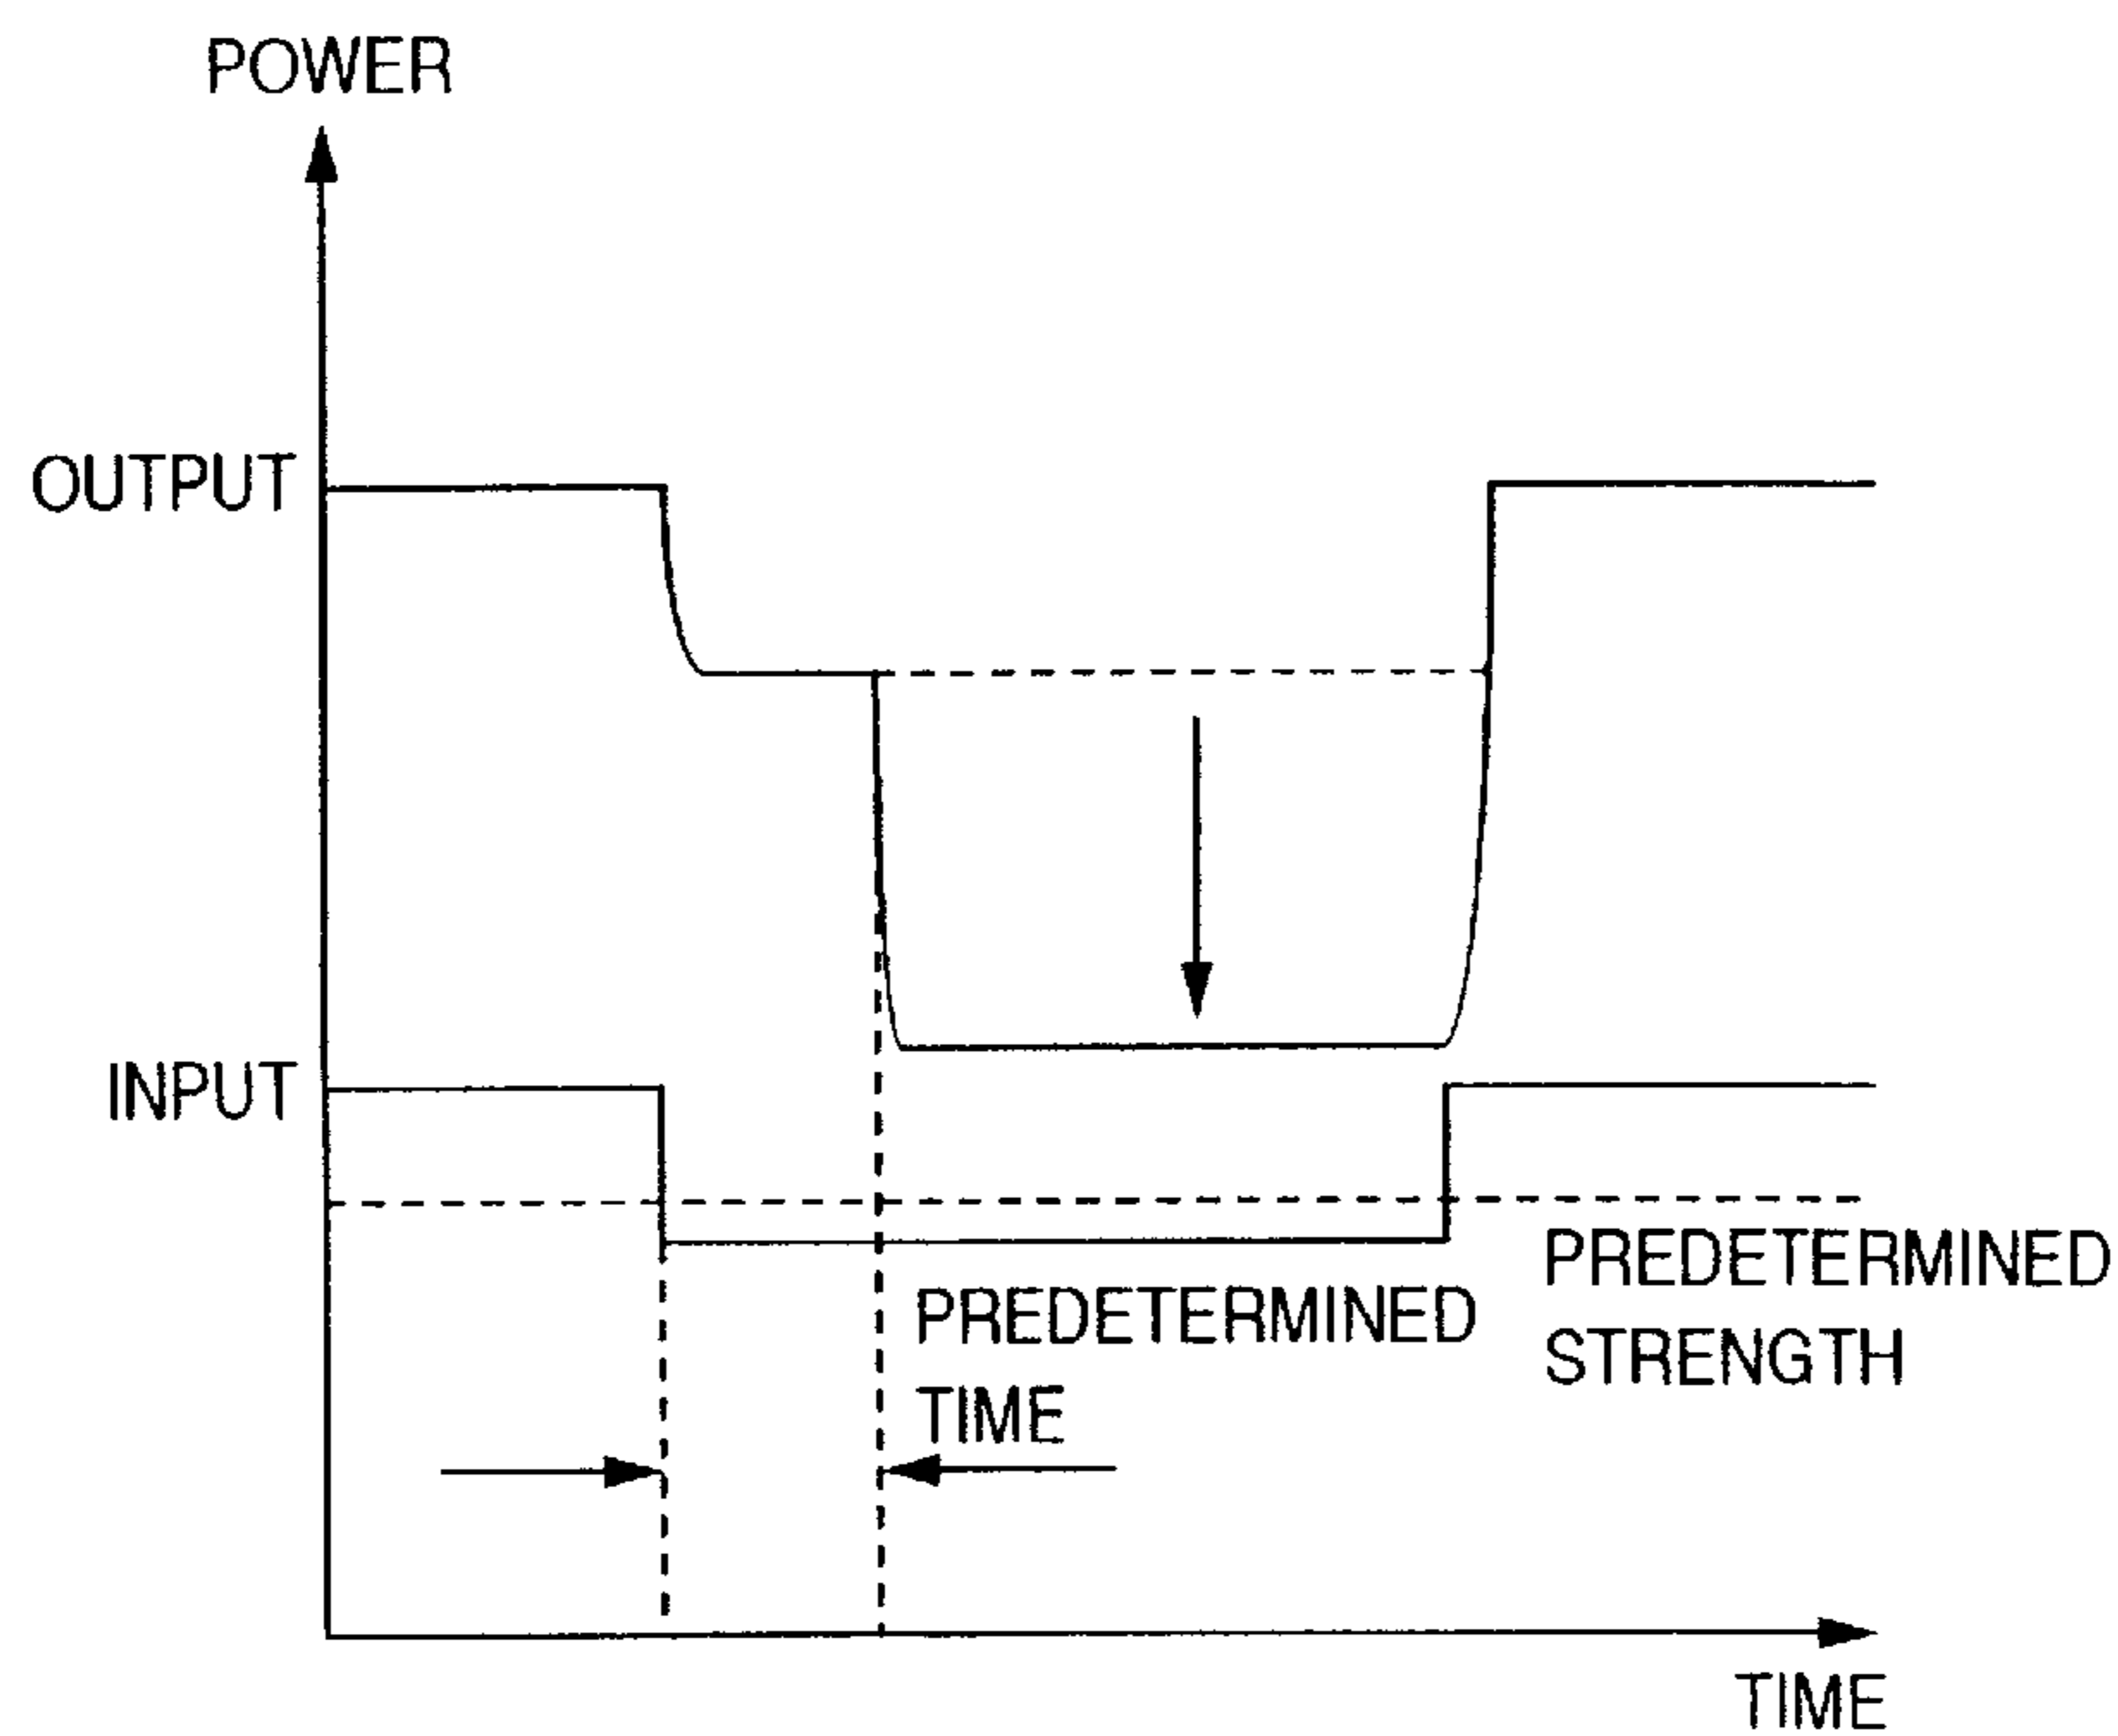 POWER
OUTPUT
INPUT
PREDETERMINED
STRENGTH
PREDETERMINED
TIME
TIME